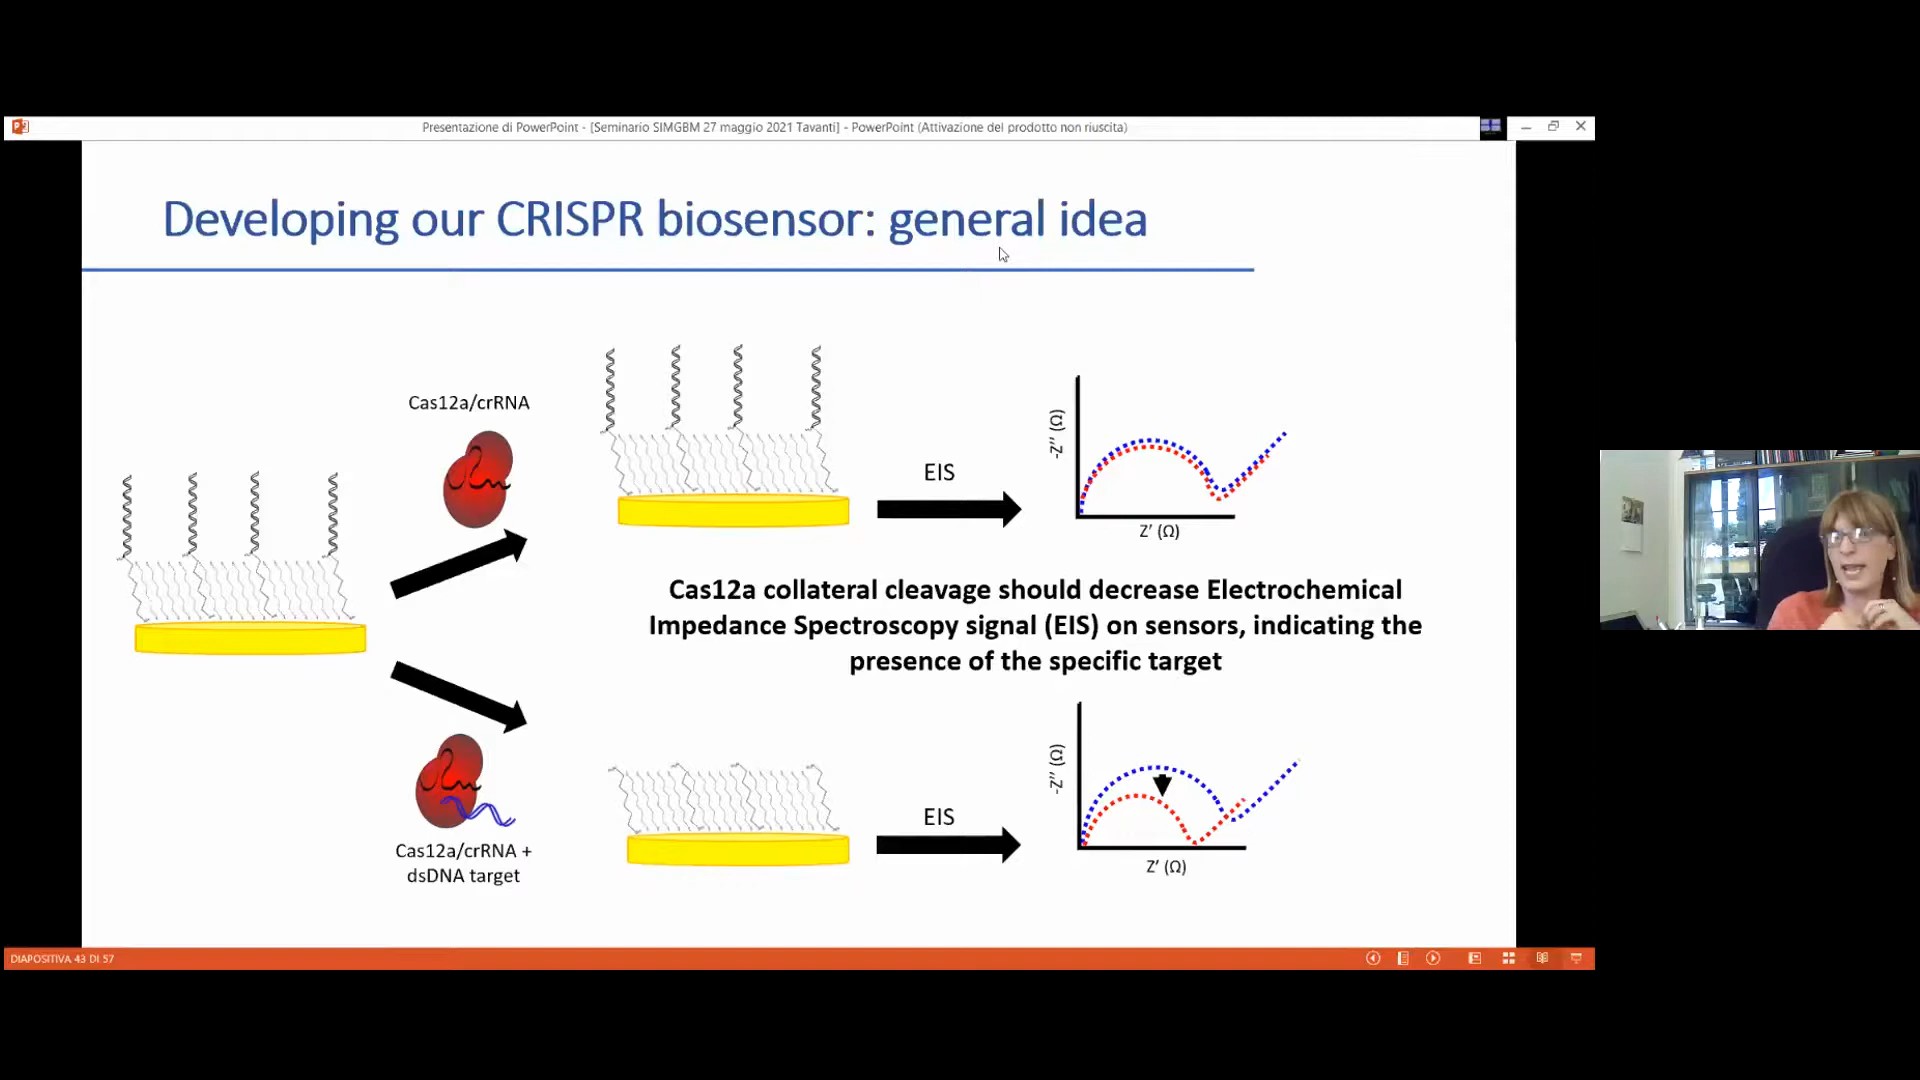 Presentazione di PowerPoint - [Seminario SIMGBM 27 maggio 2021 Tavanti] - PowerPoint (Attivazione del prodotto non riuscita)
Developing our CRISPR biosensor: general idea
Cas12a/crRNA
EIS
-Z'' (Ω)
Z' (Ω)
Cas12a collateral cleavage should decrease Electrochemical
Impedance Spectroscopy signal (EIS) on sensors, indicating the
presence of the specific target
Cas12a/crRNA +
dsDNA target
EIS
-Z'' (Ω)
Z' (Ω)
DIAPOSITIVA 43 DI 57